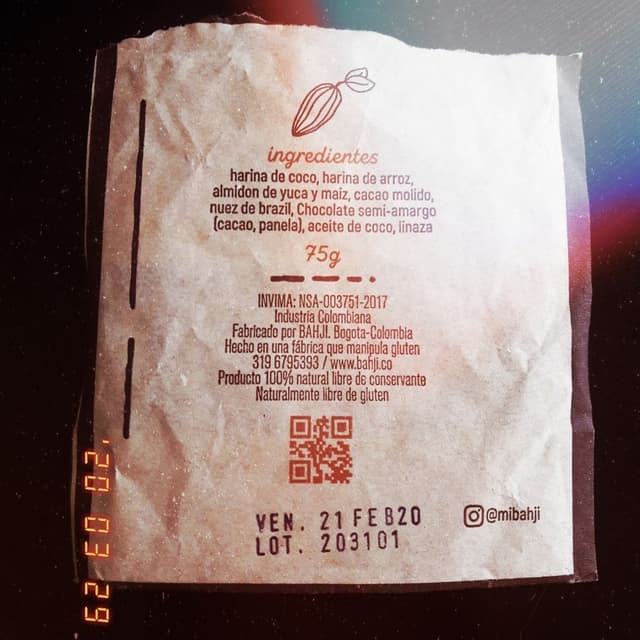 ingredientes
harina de coco, harina de arroz,
almidon de yuca y maiz, cacao molido,
nuez de brazil, Chocolate semi-amargo
(cacao, panela), aceite de coco, linaza
75g
INVIMA: NSA-003751-2017
Industria Colombiana
Fabricado por BAHJI. Bogota-Colombia
Hecho en una fábrica que manipula gluten
319 6795393 / www.bahji.co
Producto 100% natural libre de conservante
Naturalmente libre de gluten
VEN. 21 FEB20
LOT. 203101
@mibahji
'02 03 29